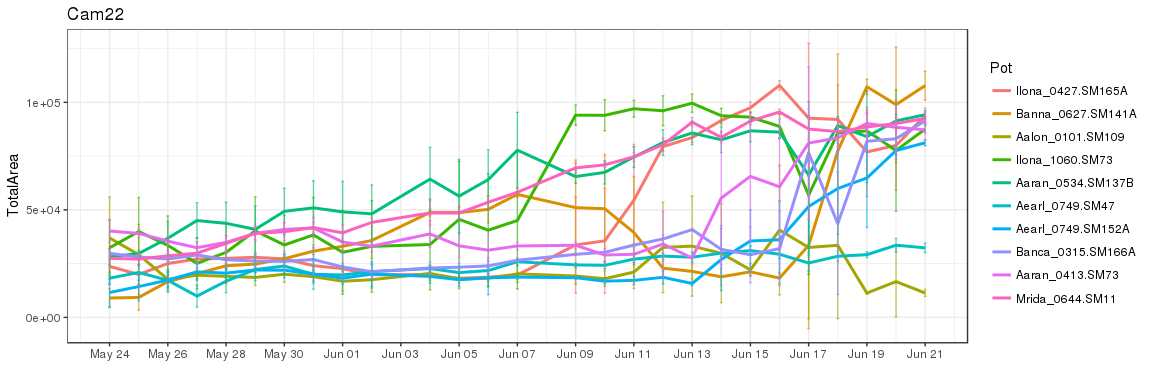 Cam22
TotalArea
1e+05
5e+04
0e+00
May 24 May 26 May 28 May 30 Jun 01 Jun 03 Jun 05 Jun 07 Jun 09 Jun 11 Jun 13 Jun 15 Jun 17 Jun 19 Jun 21
Pot
Ilona_0427.SM165A
Banna_0627.SM141A
Aalon_0101.SM109
Ilona_1060.SM73
Aaran_0534.SM137B
Aearl_0749.SM47
Aearl_0749.SM152A
Banca_0315.SM166A
Aaran_0413.SM73
Mrida_0644.SM11